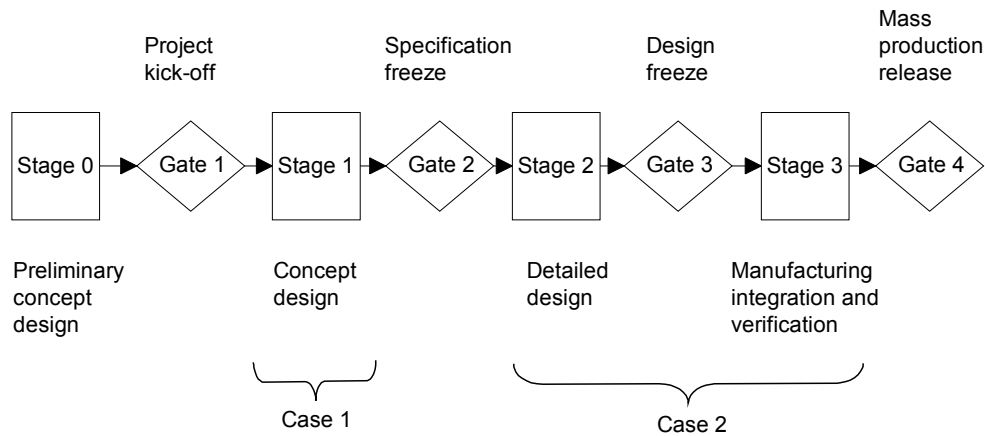 Project
kick-off
Specification
freeze
Design
freeze
Mass
production
release
Stage 0
Gate 1
Stage 1
Gate 2
Stage 2
Gate 3
Stage 3
Gate 4
Preliminary
concept
design
Concept
design
Detailed
design
Manufacturing
integration and
verification
Case 1
Case 2